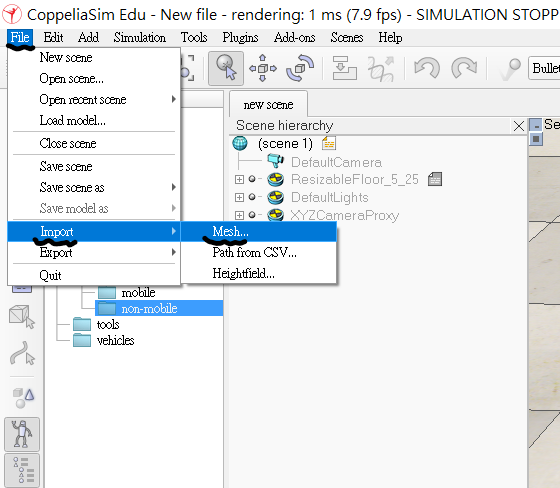 CoppeliaSim Edu - New file - rendering: 1 ms (7.9 fps) - SIMULATION STOPP
File Edit Add Simulation Tools Plugins Add-ons Scenes Help
New scene
Open scene...
Open recent scene
Load model...
Close scene
Save scene
Save scene as
Save model as
Import
Export
Quit
Mesh...
Path from CSV...
Heightfield...
mobile
non-mobile
tools
vehicles
Bullet
new scene
Scene hierarchy
Se
(scene 1)
DefaultCamera
ResizableFloor_5_25
DefaultLights
XYZCameraProxy